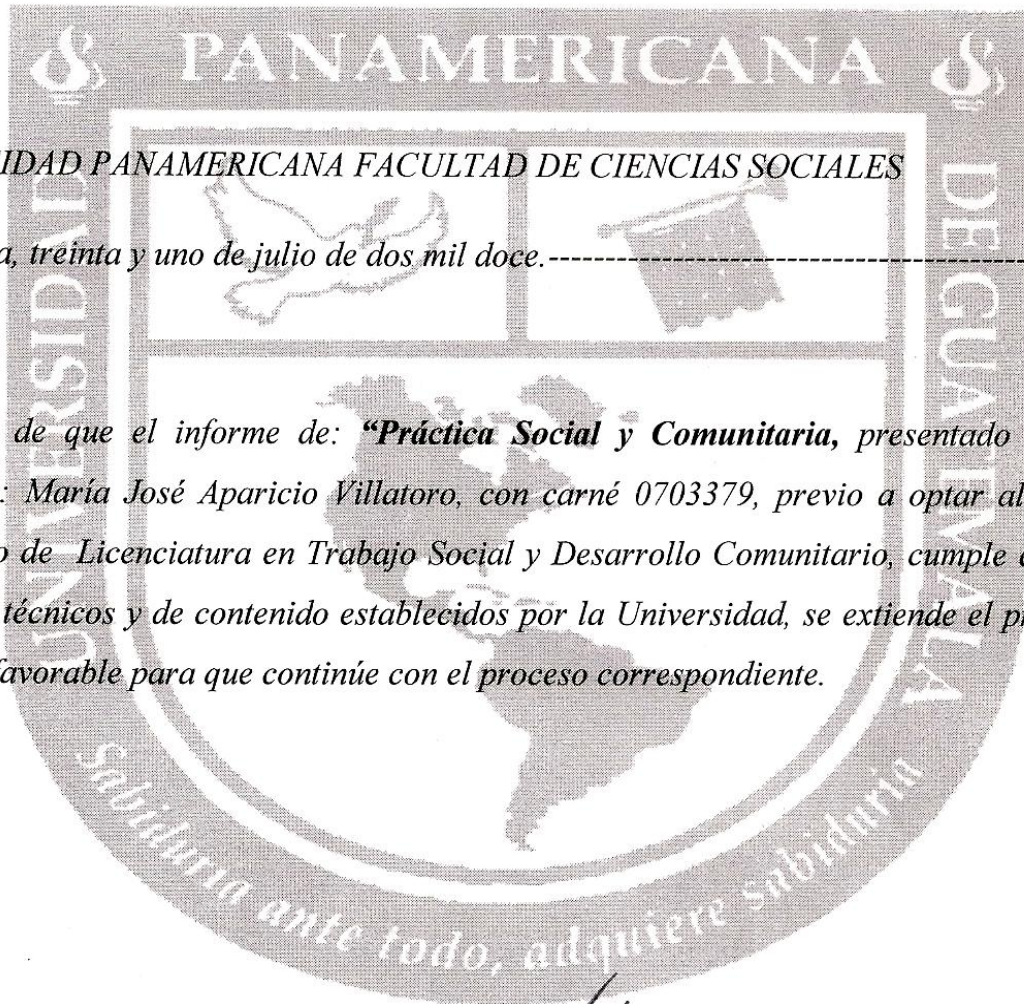 PANAMERICANA
UNIVERSIDAD
DE GUATEMALA
IDAD PANAMERICANA FACULTAD DE CIENCIAS SOCIALES
a, treinta y uno de julio de dos mil doce.----------------------------------------
de que el informe de: “Práctica Social y Comunitaria, presentado
: María José Aparicio Villatoro, con carné 0703379, previo a optar al
o de Licenciatura en Trabajo Social y Desarrollo Comunitario, cumple
técnicos y de contenido establecidos por la Universidad, se extiende el
favorable para que continúe con el proceso correspondiente.
Sabiduría ante todo, adquiere sabiduría